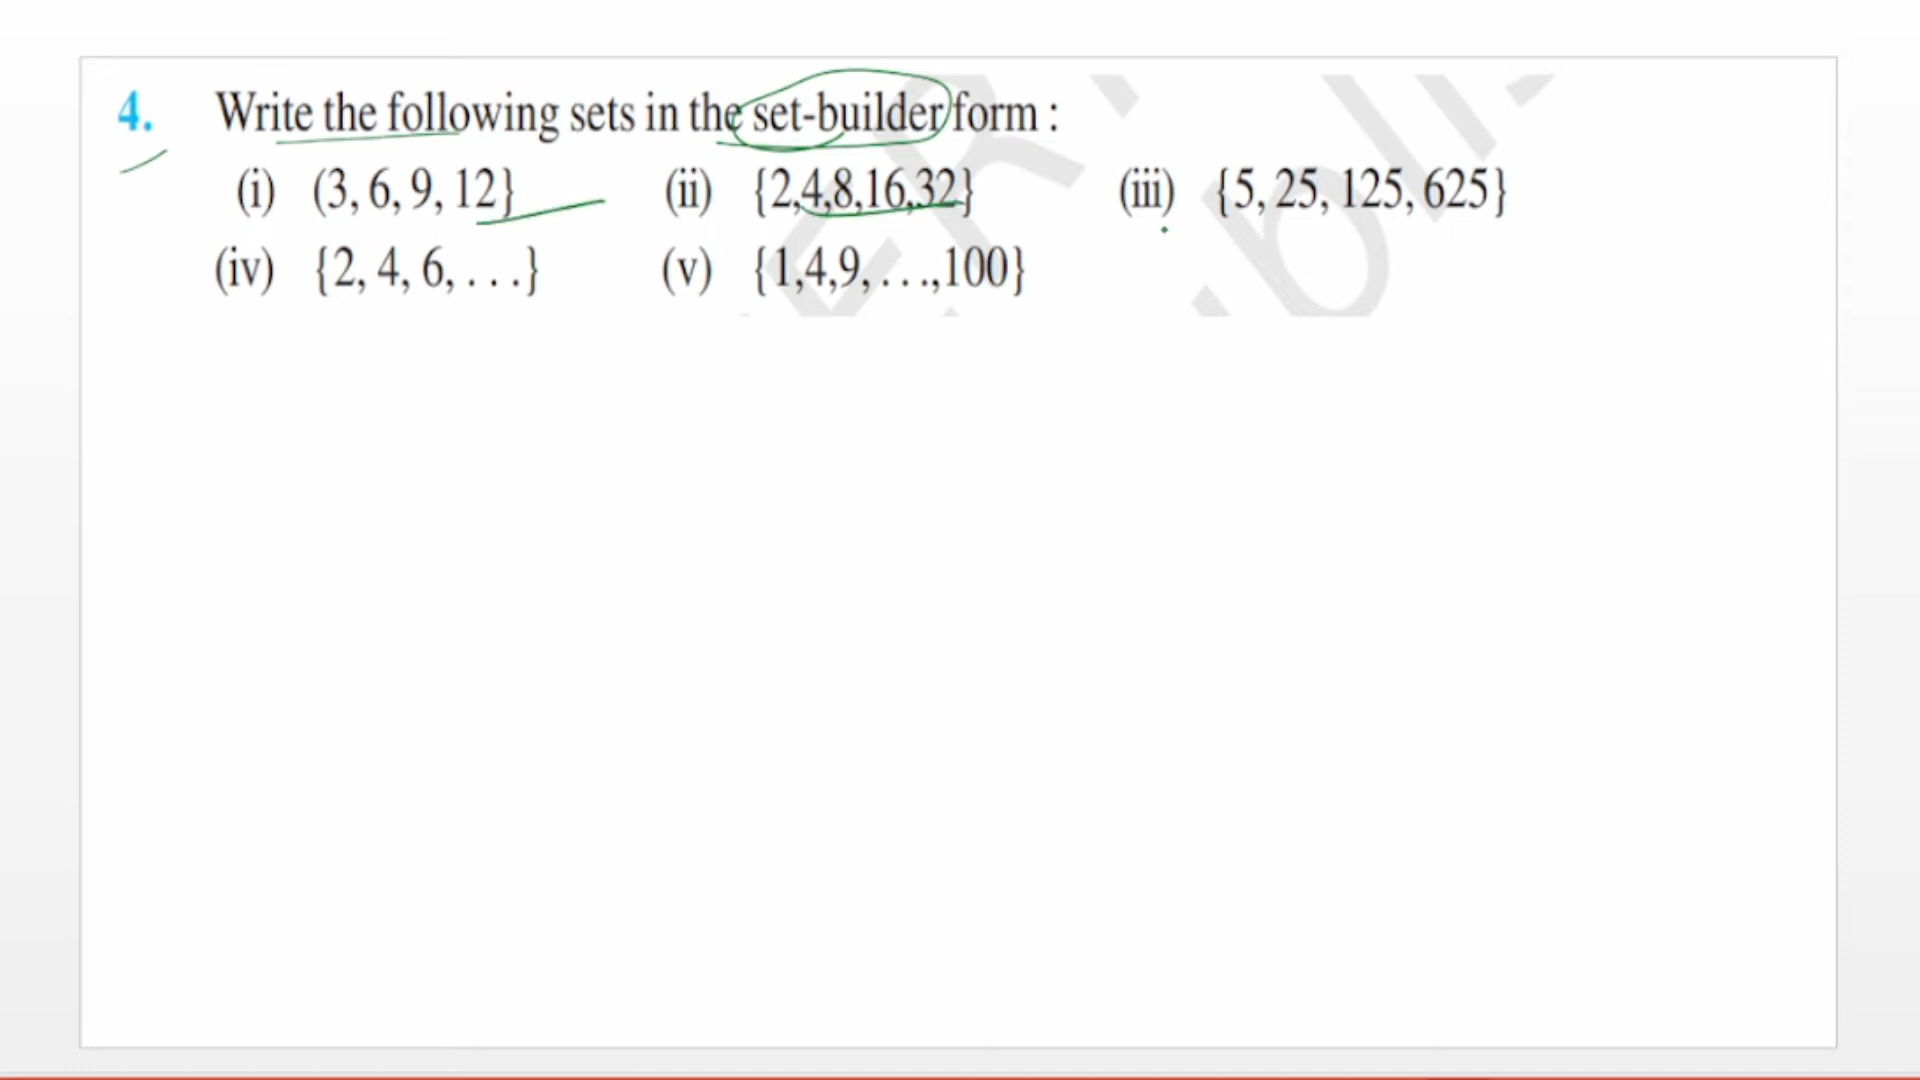 4. Write the following sets in the set-builder form :
(i) (3, 6, 9, 12} (ii) {2,4,8,16,32} (iii) {5, 25, 125, 625}
(iv) {2, 4, 6, . . .} (v) {1,4,9, . . .,100}